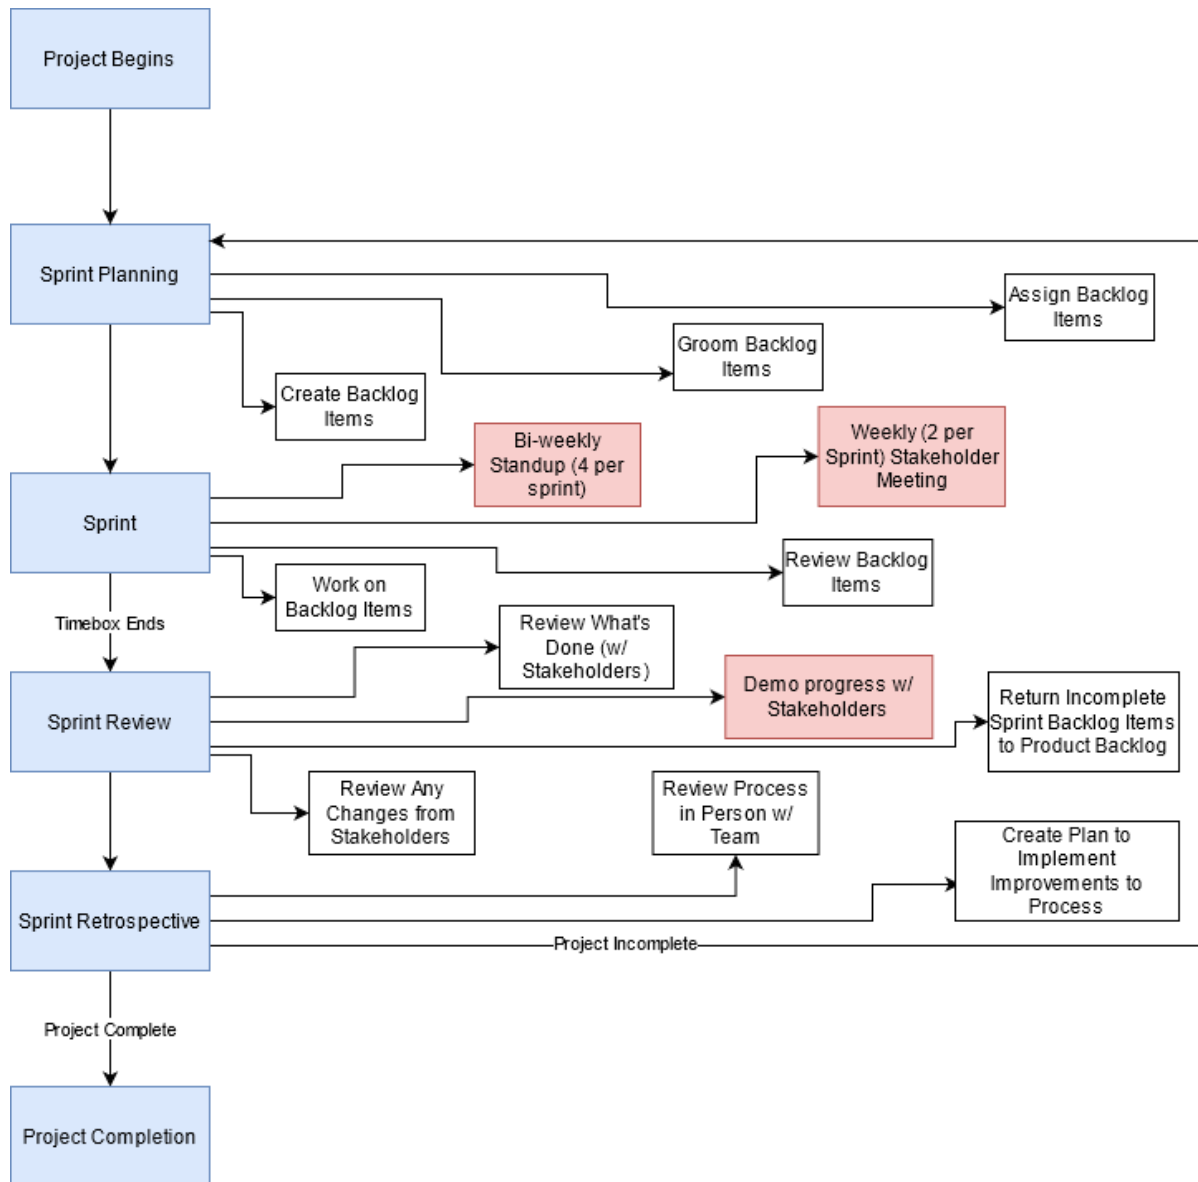 Project Begins
Sprint Planning
Assign Backlog
Items
Groom Backlog
Items
Create Backlog
Items
Bi-weekly
Standup (4 per
sprint)
Weekly (2 per
Sprint) Stakeholder
Meeting
Sprint
Review Backlog
Items
Work on
Backlog Items
Timebox Ends
Review What's
Done (w/
Stakeholders)
Demo progress w/
Stakeholders
Return Incomplete
Sprint Backlog Items
to Product Backlog
Sprint Review
Review Any
Changes from
Stakeholders
Review Process
in Person w/
Team
Create Plan to
Implement
Improvements to
Process
Sprint Retrospective
Project Incomplete
Project Complete
Project Completion